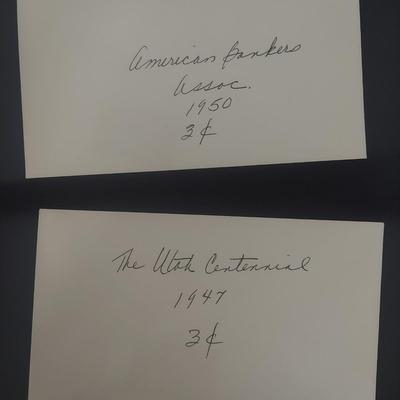 American Bankers
Assoc.
1950
3¢
The Utah Centennial
1947
3¢